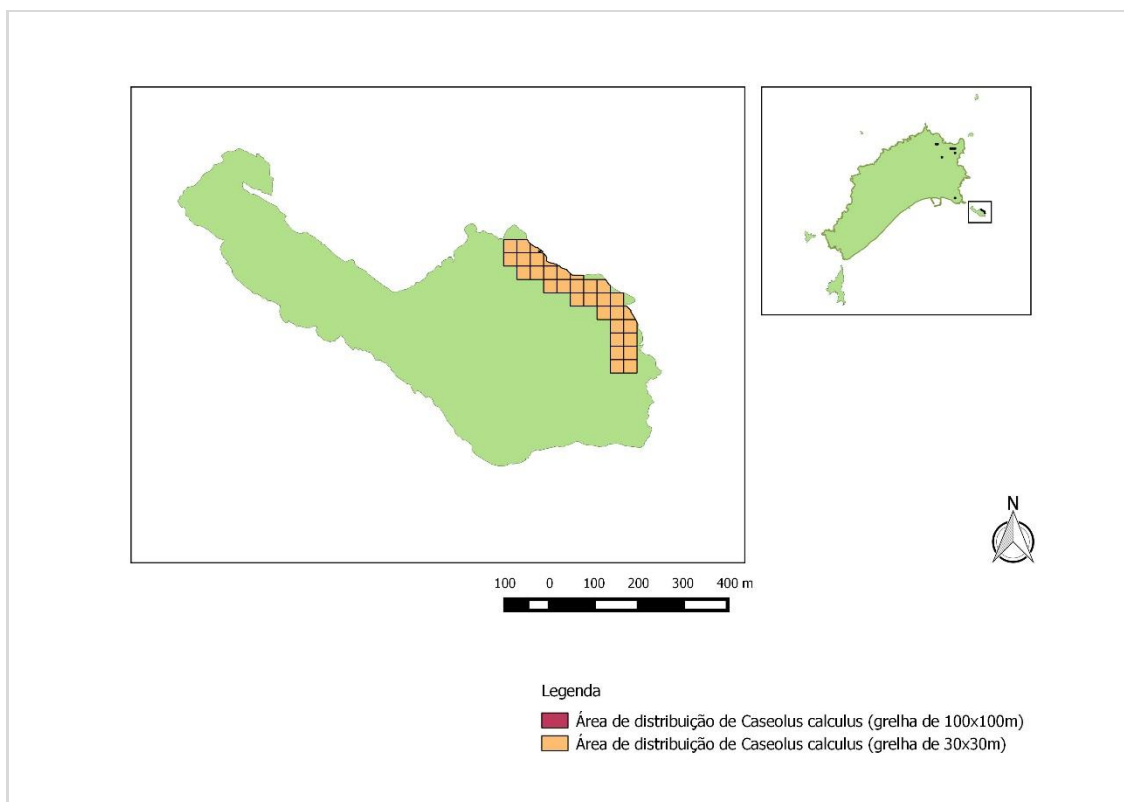 N
100 0 100 200 300 400 m
Legenda
Área de distribuição de Caseolus calculus (grelha de 100x100m)
Área de distribuição de Caseolus calculus (grelha de 30x30m)